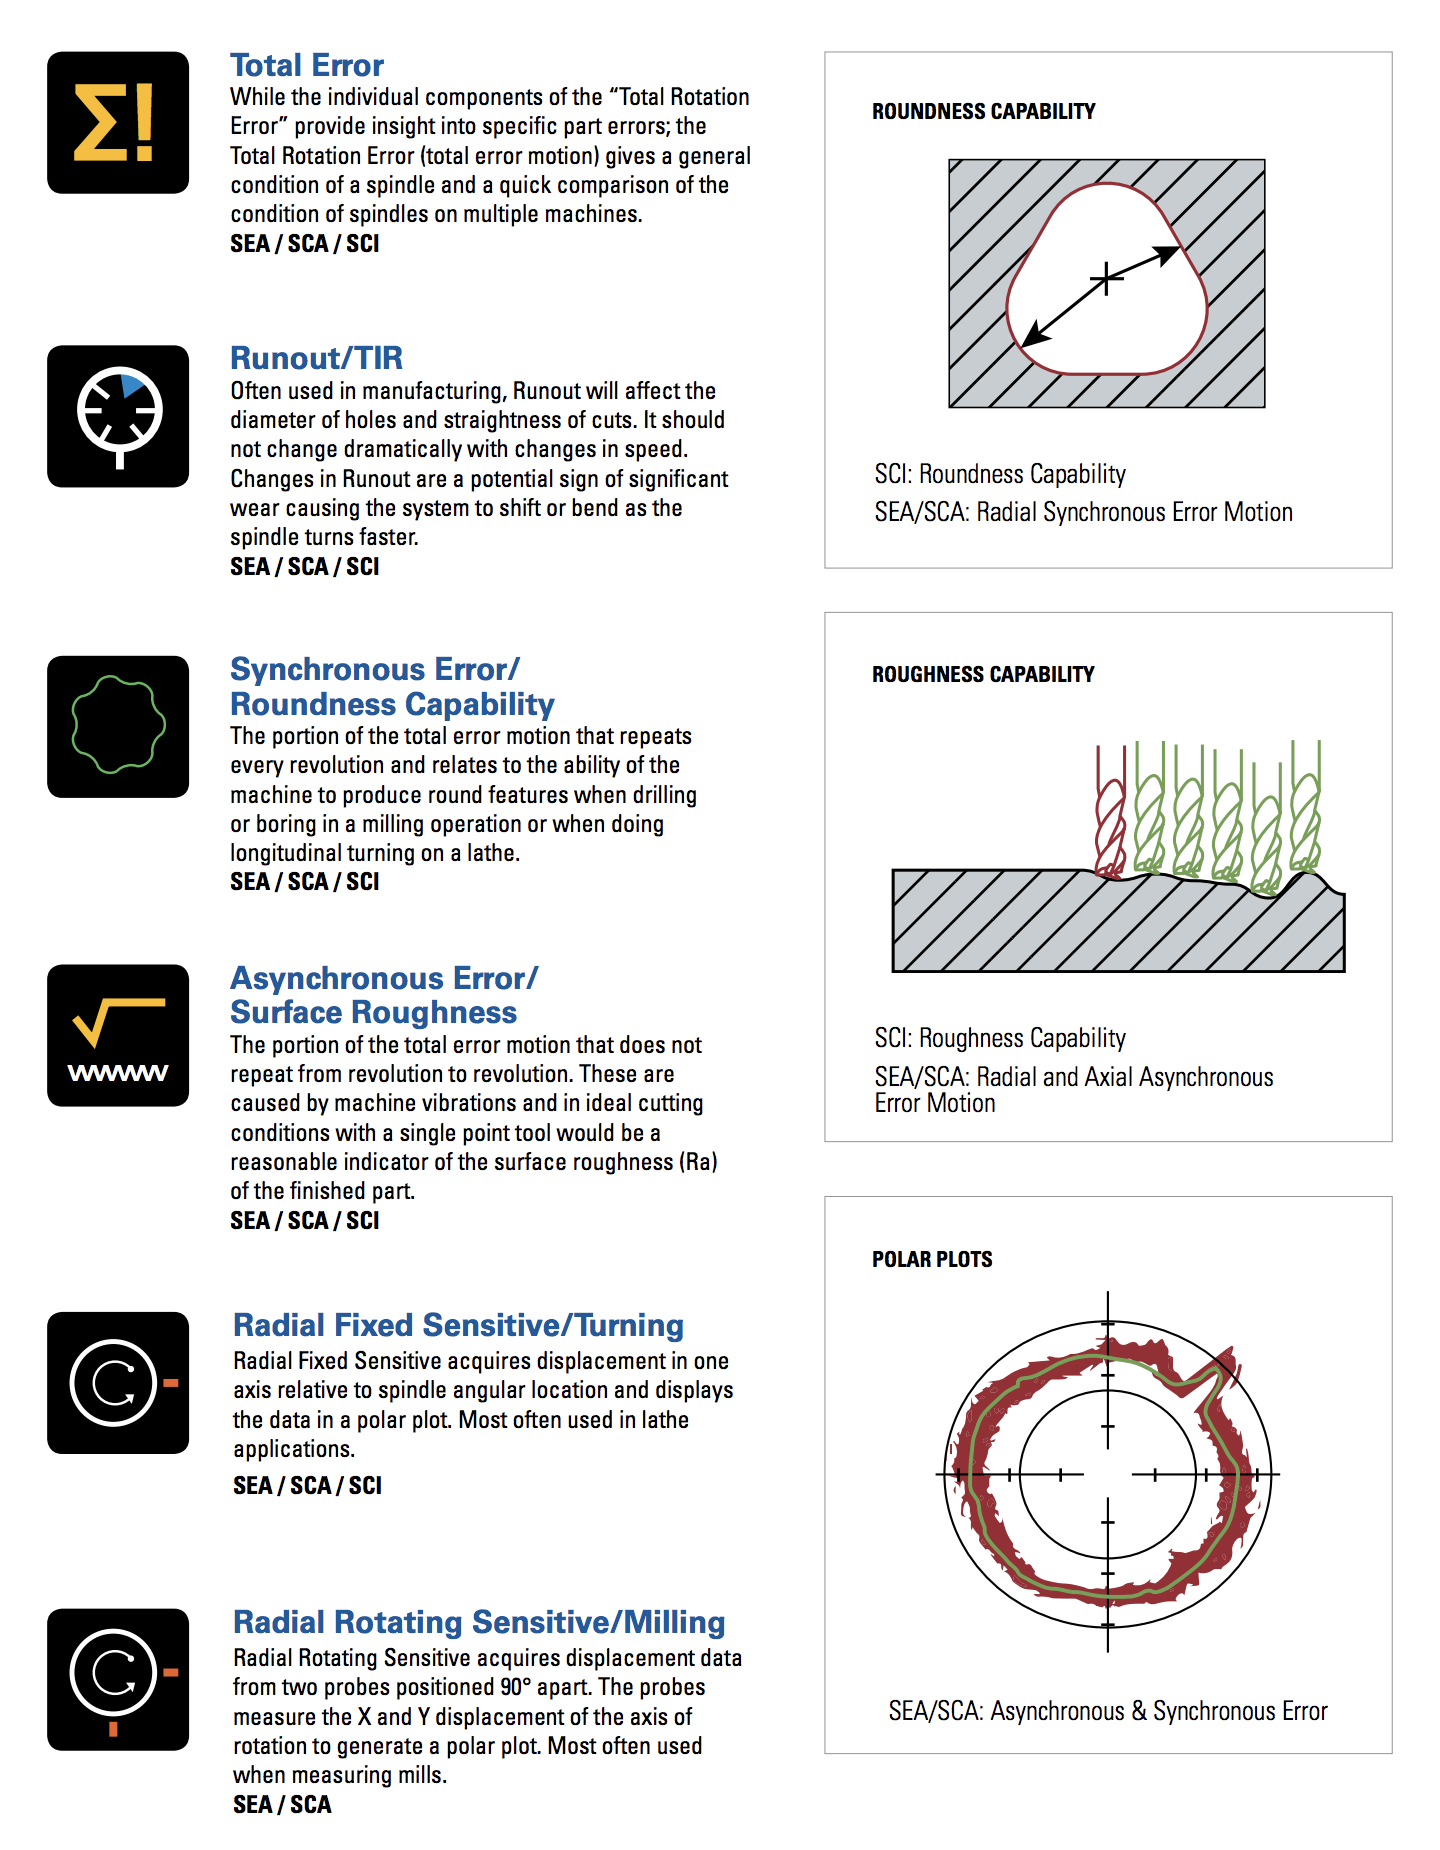 Total Error
While the individual components of the “Total Rotation
Error” provide insight into specific part errors; the
Total Rotation Error (total error motion) gives a general
condition of a spindle and a quick comparison of the
condition of spindles on multiple machines.
SEA / SCA / SCI
Runout/TIR
Often used in manufacturing, Runout will affect the
diameter of holes and straightness of cuts. It should
not change dramatically with changes in speed.
Changes in Runout are a potential sign of significant
wear causing the system to shift or bend as the
spindle turns faster.
SEA / SCA / SCI
Synchronous Error/
Roundness Capability
The portion of the total error motion that repeats
every revolution and relates to the ability of the
machine to produce round features when drilling
or boring in a milling operation or when doing
longitudinal turning on a lathe.
SEA / SCA / SCI
Asynchronous Error/
Surface Roughness
The portion of the total error motion that does not
repeat from revolution to revolution. These are
caused by machine vibrations and in ideal cutting
conditions with a single point tool would be a
reasonable indicator of the surface roughness (Ra)
of the finished part.
SEA / SCA / SCI
Radial Fixed Sensitive/Turning
Radial Fixed Sensitive acquires displacement in one
axis relative to spindle angular location and displays
the data in a polar plot. Most often used in lathe
applications.
SEA / SCA / SCI
Radial Rotating Sensitive/Milling
Radial Rotating Sensitive acquires displacement data
from two probes positioned 90° apart. The probes
measure the X and Y displacement of the axis of
rotation to generate a polar plot. Most often used
when measuring mills.
SEA / SCA
ROUNDNESS CAPABILITY
SCI: Roundness Capability
SEA/SCA: Radial Synchronous Error Motion
ROUGHNESS CAPABILITY
SCI: Roughness Capability
SEA/SCA: Radial and Axial Asynchronous
Error Motion
POLAR PLOTS
SEA/SCA: Asynchronous & Synchronous Error